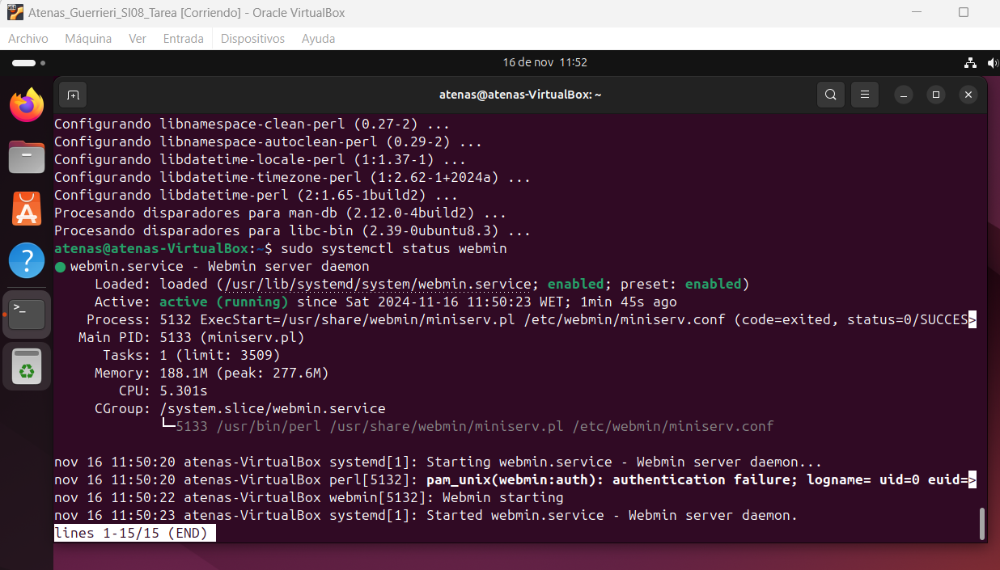 Atenas_Guerrieri_SI08_Tarea [Corriendo] - Oracle VirtualBox
Archivo Máquina Ver Entrada Dispositivos Ayuda
16 de nov 11:52
atenas@atenas-VirtualBox: ~
Configurando libnamespace-clean-perl (0.27-2) ...
Configurando libnamespace-autoclean-perl (0.29-2) ...
Configurando libdatetime-locale-perl (1:1.37-1) ...
Configurando libdatetime-timezone-perl (1:2.62-1+2024a) ...
Configurando libdatetime-perl (2:1.65-1build2) ...
Procesando disparadores para man-db (2.12.0-4build2) ...
Procesando disparadores para libc-bin (2.39-0ubuntu8.3) ...
atenas@atenas-VirtualBox:~$ sudo systemctl status webmin
● webmin.service - Webmin server daemon
Loaded: loaded (/usr/lib/systemd/system/webmin.service; enabled; preset: enabled)
Active: active (running) since Sat 2024-11-16 11:50:23 WET; 1min 45s ago
Process: 5132 ExecStart=/usr/share/webmin/miniserv.pl /etc/webmin/miniserv.conf (code=exited, status=0/SUCCES>
Main PID: 5133 (miniserv.pl)
Tasks: 1 (limit: 3509)
Memory: 188.1M (peak: 277.6M)
CPU: 5.301s
CGroup: /system.slice/webmin.service
└─5133 /usr/bin/perl /usr/share/webmin/miniserv.pl /etc/webmin/miniserv.conf
nov 16 11:50:20 atenas-VirtualBox systemd[1]: Starting webmin.service - Webmin server daemon...
nov 16 11:50:20 atenas-VirtualBox perl[5132]: pam_unix(webmin:auth): authentication failure; logname= uid=0 euid=>
nov 16 11:50:22 atenas-VirtualBox webmin[5132]: Webmin starting
nov 16 11:50:23 atenas-VirtualBox systemd[1]: Started webmin.service - Webmin server daemon.
lines 1-15/15 (END)